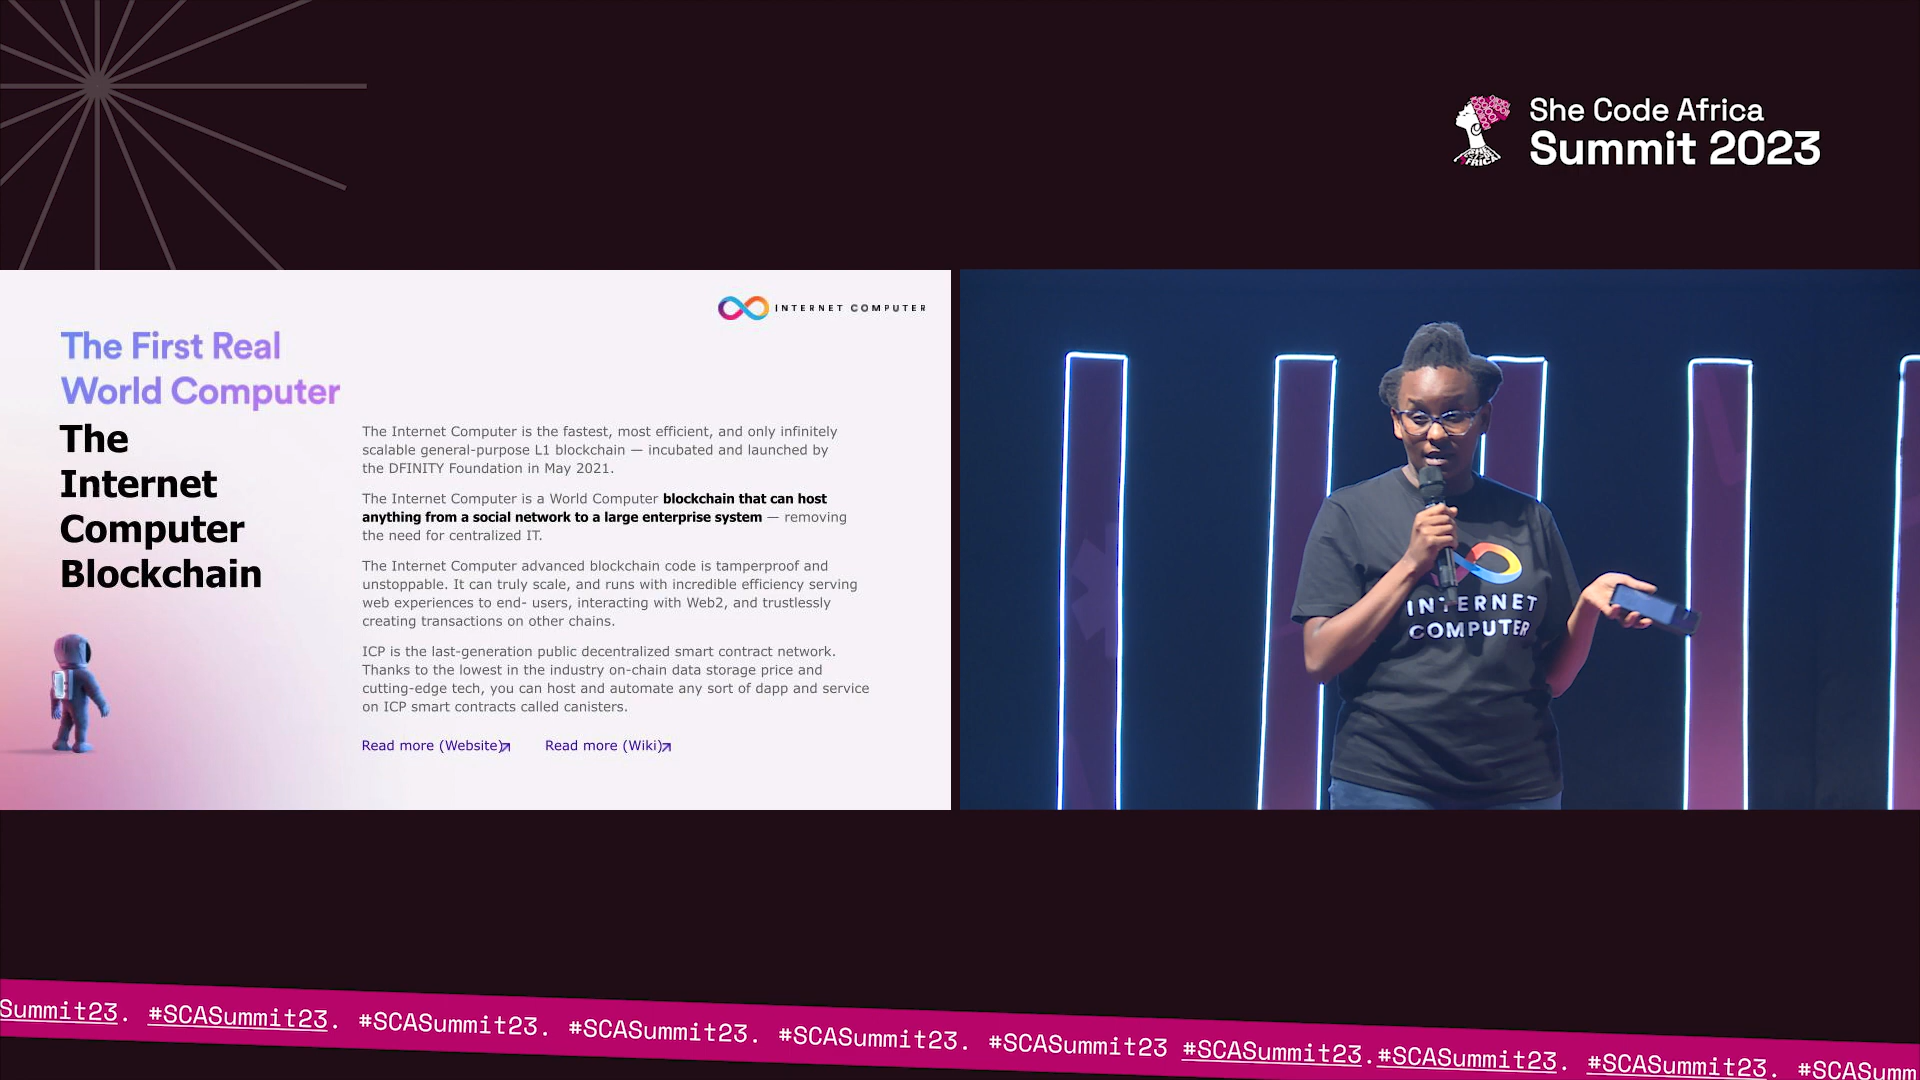 She Code Africa
Summit 2023
INTERNET COMPUTER
The First Real
World Computer
The
Internet
Computer
Blockchain
The Internet Computer is the fastest, most efficient, and only infinitely
scalable general-purpose L1 blockchain — incubated and launched by
the DFINITY Foundation in May 2021.
The Internet Computer is a World Computer blockchain that can host
anything from a social network to a large enterprise system — removing
the need for centralized IT.
The Internet Computer advanced blockchain code is tamperproof and
unstoppable. It can truly scale, and runs with incredible efficiency serving
web experiences to end- users, interacting with Web2, and trustlessly
creating transactions on other chains.
ICP is the last-generation public decentralized smart contract network.
Thanks to the lowest in the industry on-chain data storage price and
cutting-edge tech, you can host and automate any sort of dapp and service
on ICP smart contracts called canisters.
Read more (Website) Read more (Wiki)
INTERNET
COMPUTER
Summit23. #SCASummit23. #SCASummit23. #SCASummit23. #SCASummit23. #SCASummit23 #SCASummit23.#SCASummit23. #SCASummit23. #SCASumm